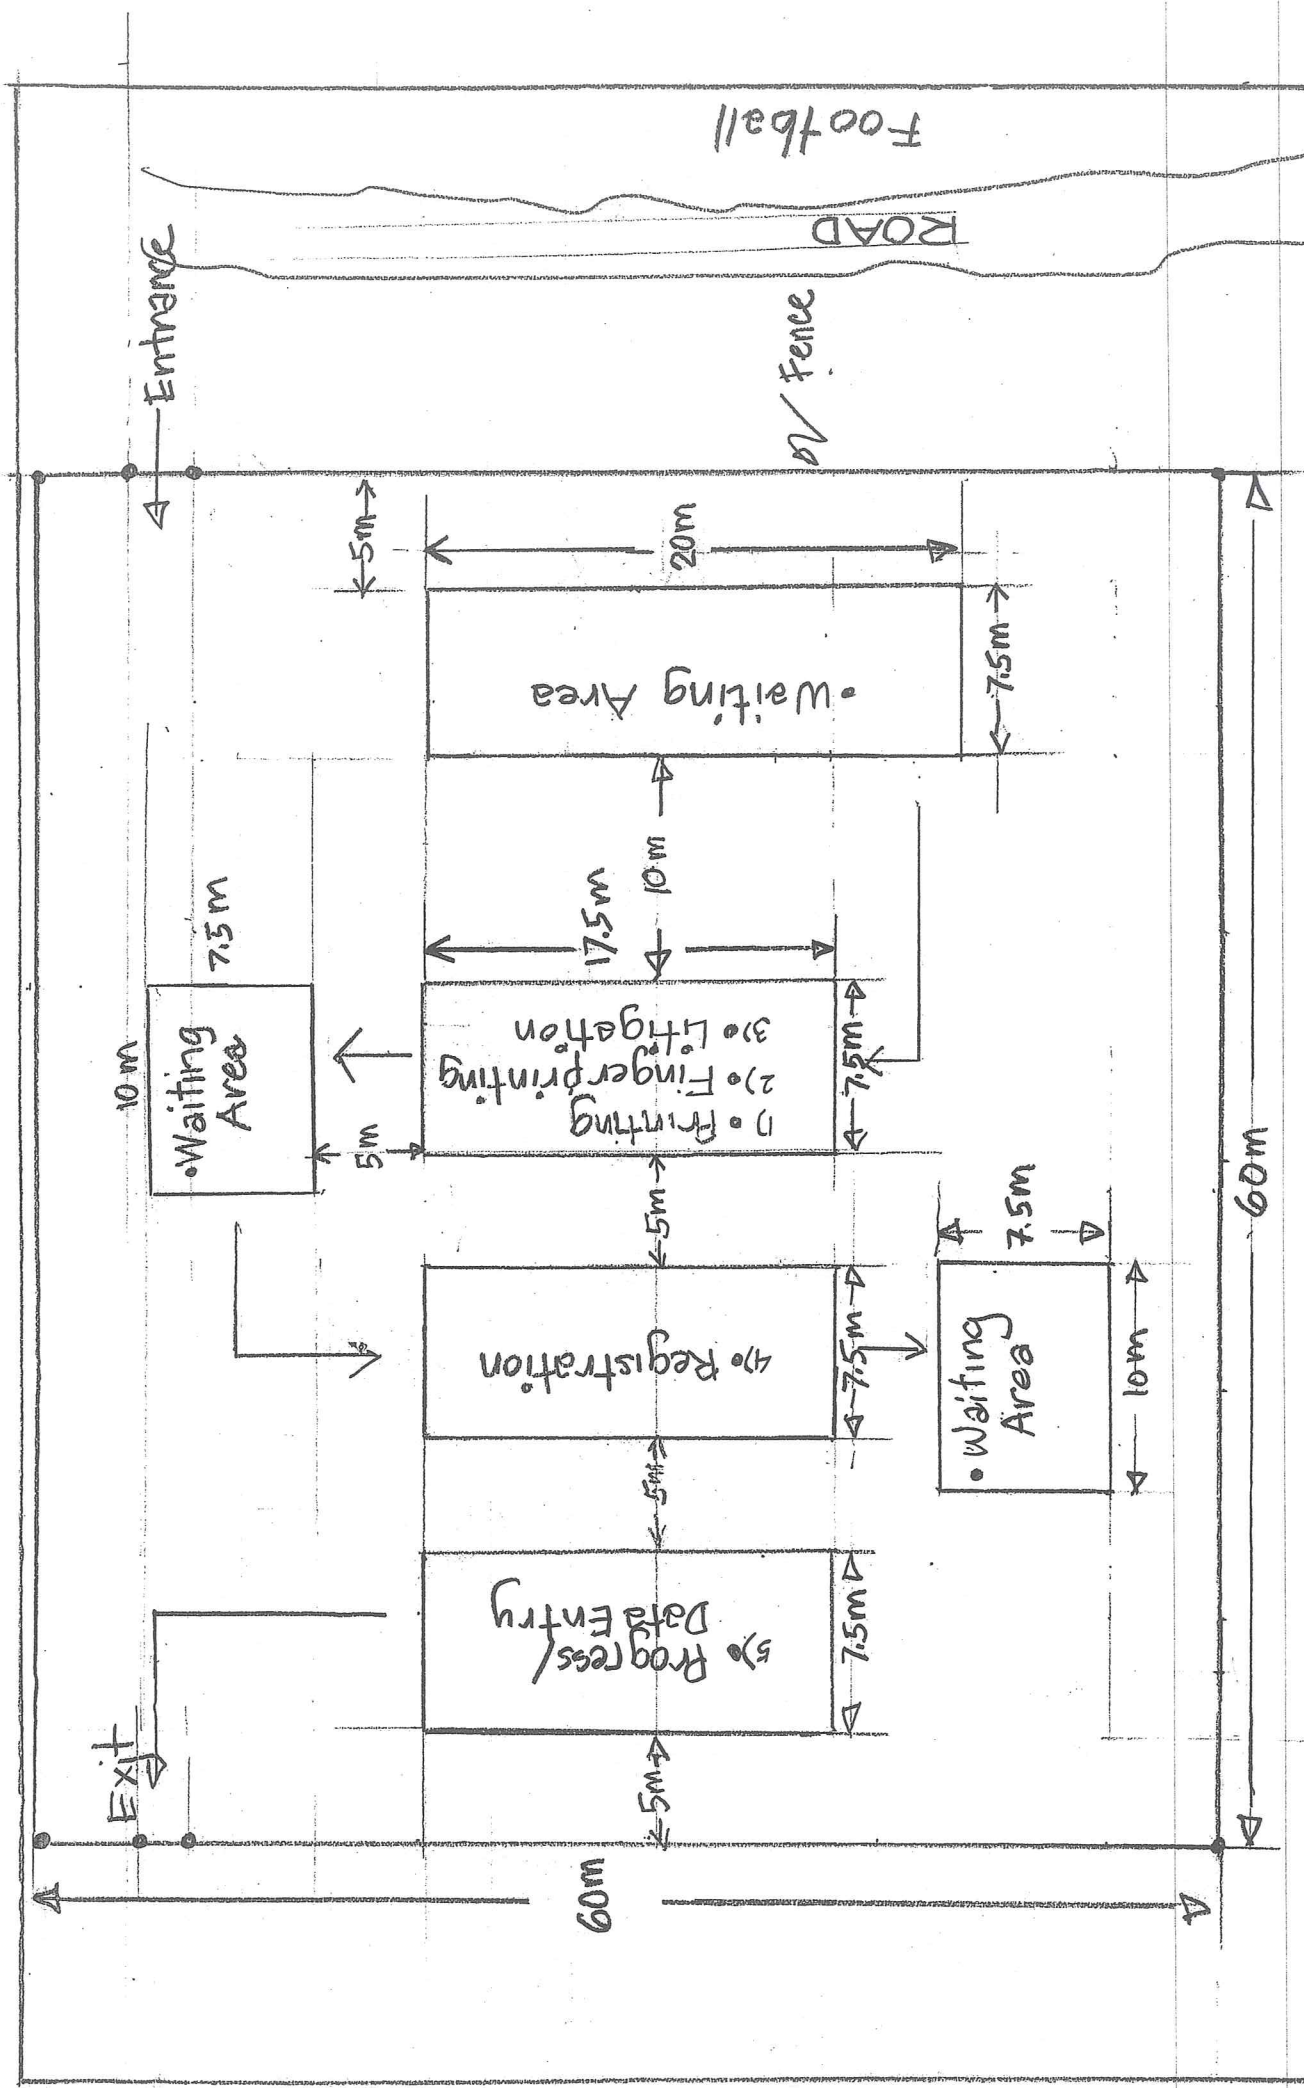 Football
ROAD
Entrance
Fence
5m
20m
• Waiting Area
7.5m
10m
7.5m
10m
17.5m
• Waiting
Area
5m
1) • Printing
2) • Fingerprinting
3) • Litigation
7.5m
5m
4) • Registration
7.5m
7.5m
• Waiting
Area
10m
5m
5) • Progress/
Data Entry
7.5m
5m
Exit
60m
60m